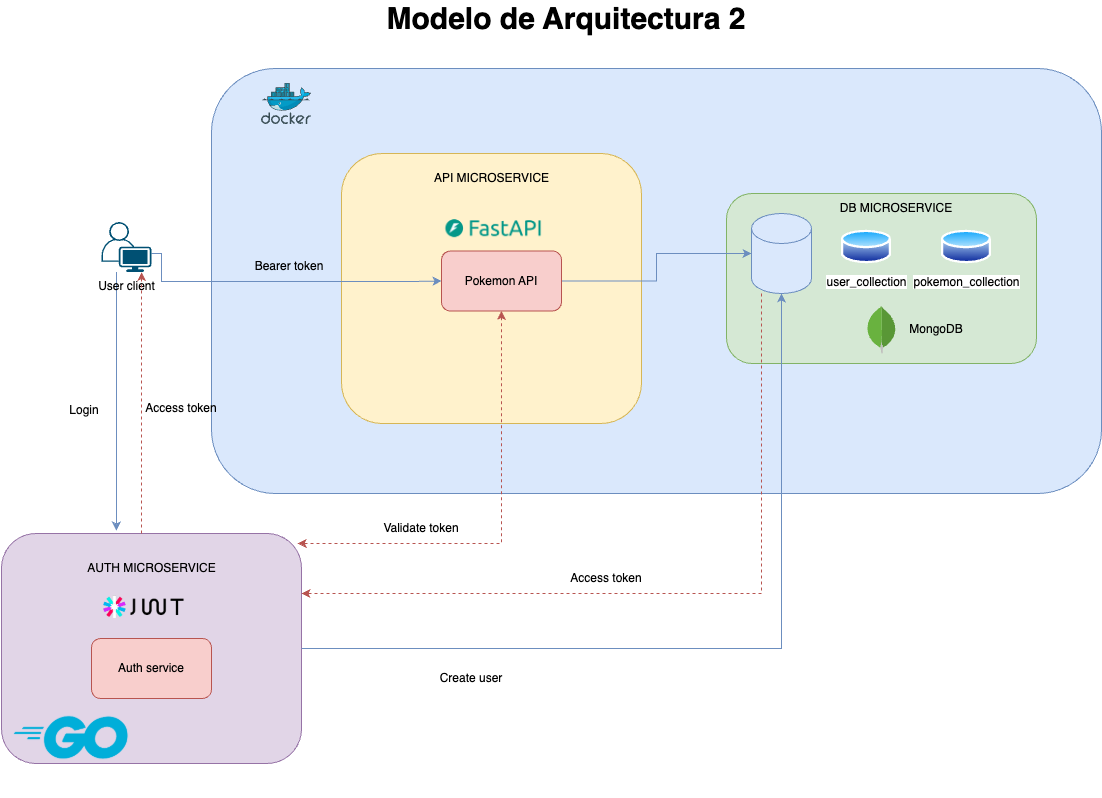 Modelo de Arquitectura 2
docker
API MICROSERVICE
FastAPI
Pokemon API
DB MICROSERVICE
user_collection
pokemon_collection
MongoDB
User client
Bearer token
Login
Access token
Validate token
Access token
Create user
AUTH MICROSERVICE
JWT
Auth service
GO